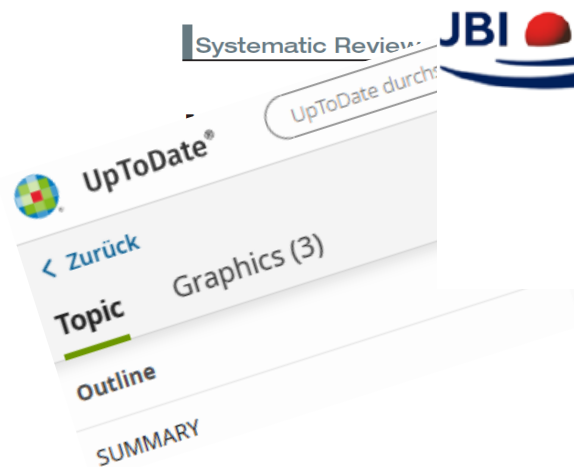 Systematic Review
JBI
UpToDate®
UpToDate durchs
Zurück
Topic
Graphics (3)
Outline
SUMMARY